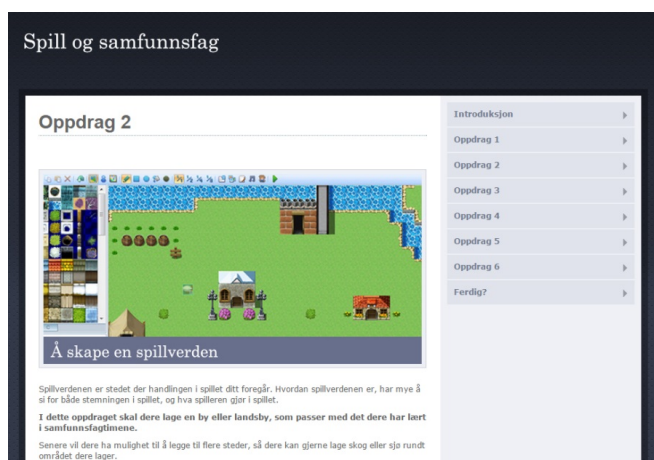 Spill og samfunnsfag
Oppdrag 2
Å skape en spillverden
Spillverdenen er stedet der handlingen i spillet ditt foregår. Hvordan spillverdenen er, har mye å
si for både stemningen i spillet, og hva spilleren gjør i spillet.
I dette oppdraget skal dere lage en by eller landsby, som passer med det dere har lært
i samfunnsfagtimene.
Senere vil dere ha mulighet til å legge til flere steder, så dere kan gjerne lage skog eller sjø rundt
området dere lager.
Introduksjon
Oppdrag 1
Oppdrag 2
Oppdrag 3
Oppdrag 4
Oppdrag 5
Oppdrag 6
Ferdig?